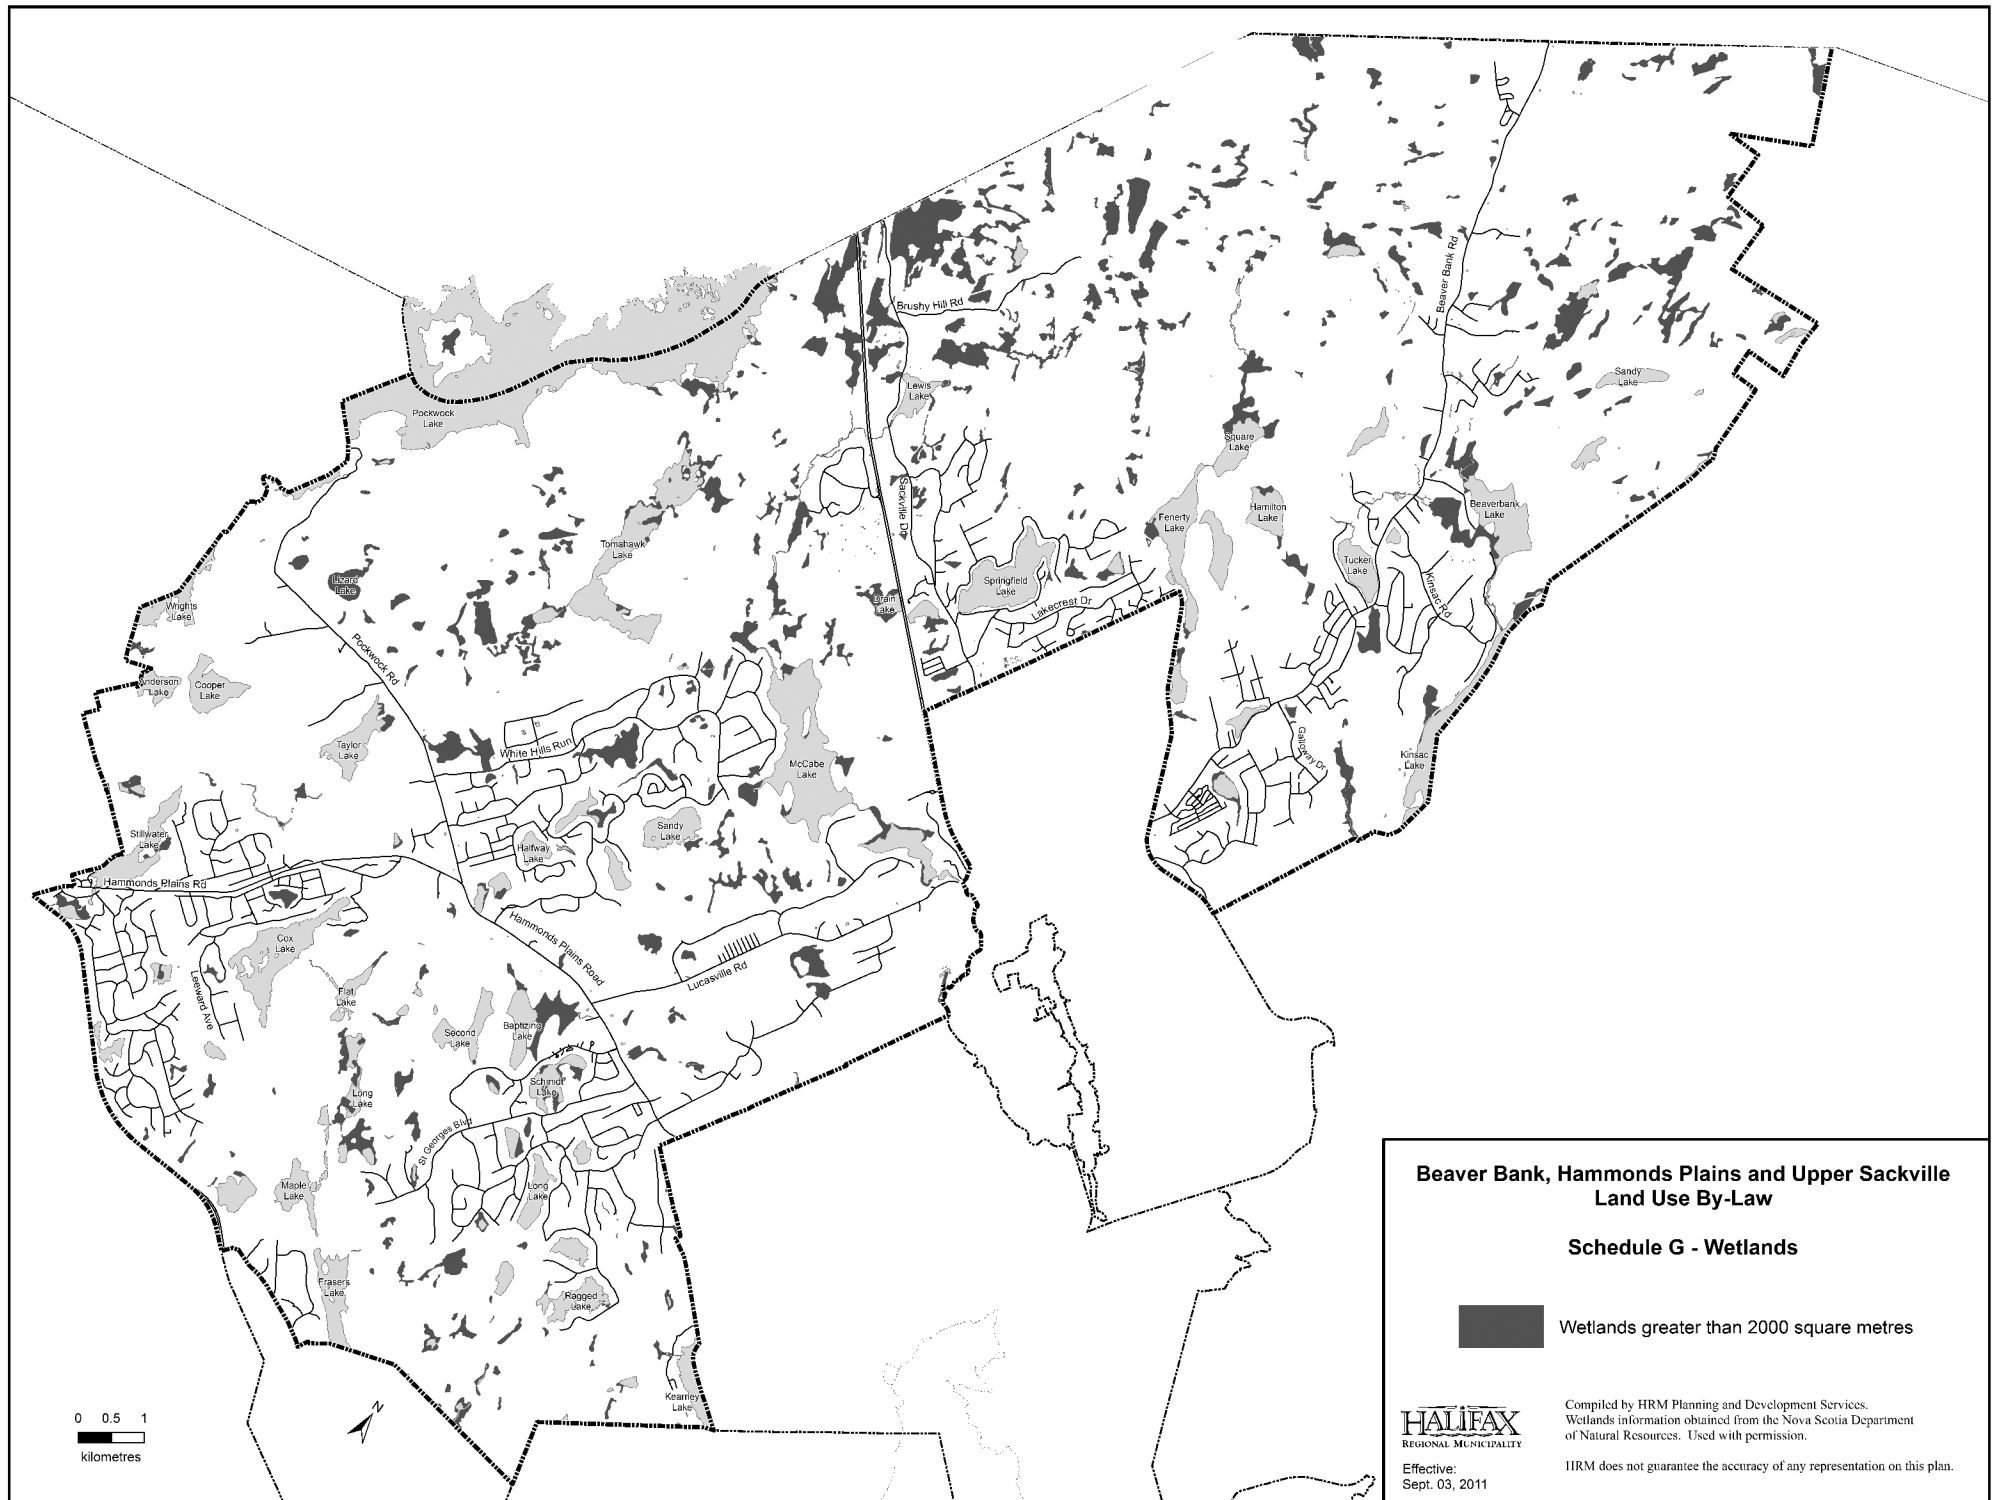 Brushy Hill Rd
Beaver Bank Rd
Lewis
Lake
Sandy
Lake
Pockwock
Lake
Square
Lake
Sackville Dr
Fenerty
Lake
Hamilton
Lake
Beaverbank
Lake
Tomahawk
Lake
Tucker
Lake
Lizard
Lake
Springfield
Lake
Kinsac Rd
Drain
Lake
Lakecrest Dr
Wrights
Lake
Pockwock Rd
Anderson
Lake
Cooper
Lake
Taylor
Lake
White Hills Run
McCabe
Lake
Galloway Dr
Kinsac
Lake
Stillwater
Lake
Sandy
Lake
Halfway
Lake
Hammonds Plains Rd
Hammonds Plains Road
Cox
Lake
Lucasville Rd
Leeward Ave
Flat
Lake
Second
Lake
Baptizing
Lake
Long
Lake
Schmidt
Lake
St Georges Blvd
Maple
Lake
Long
Lake
Frasers
Lake
Ragged
Lake
Kearney
Lake
0 0.5 1
kilometres
N
Beaver Bank, Hammonds Plains and Upper Sackville
Land Use By-Law
Schedule G - Wetlands
Wetlands greater than 2000 square metres
HALIFAX
REGIONAL MUNICIPALITY
Compiled by HRM Planning and Development Services.
Wetlands information obtained from the Nova Scotia Department
of Natural Resources. Used with permission.
HRM does not guarantee the accuracy of any representation on this plan.
Effective:
Sept. 03, 2011